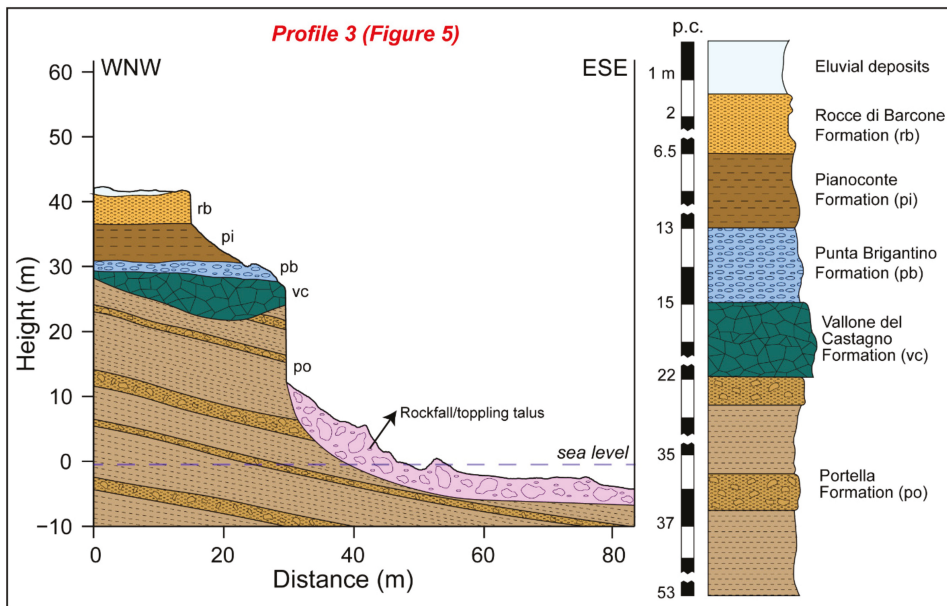 Profile 3 (Figure 5)
WNW
ESE
60
50
40
30
20
10
0
−10
Height (m)
rb
pi
pb
vc
po
Rockfall/toppling talus
sea level
0
20
40
60
80
Distance (m)
p.c.
1 m
2
6.5
13
15
22
35
37
53
Eluvial deposits
Rocce di Barcone
Formation (rb)
Pianoconte
Formation (pi)
Punta Brigantino
Formation (pb)
Vallone del
Castagno
Formation (vc)
Portella
Formation (po)